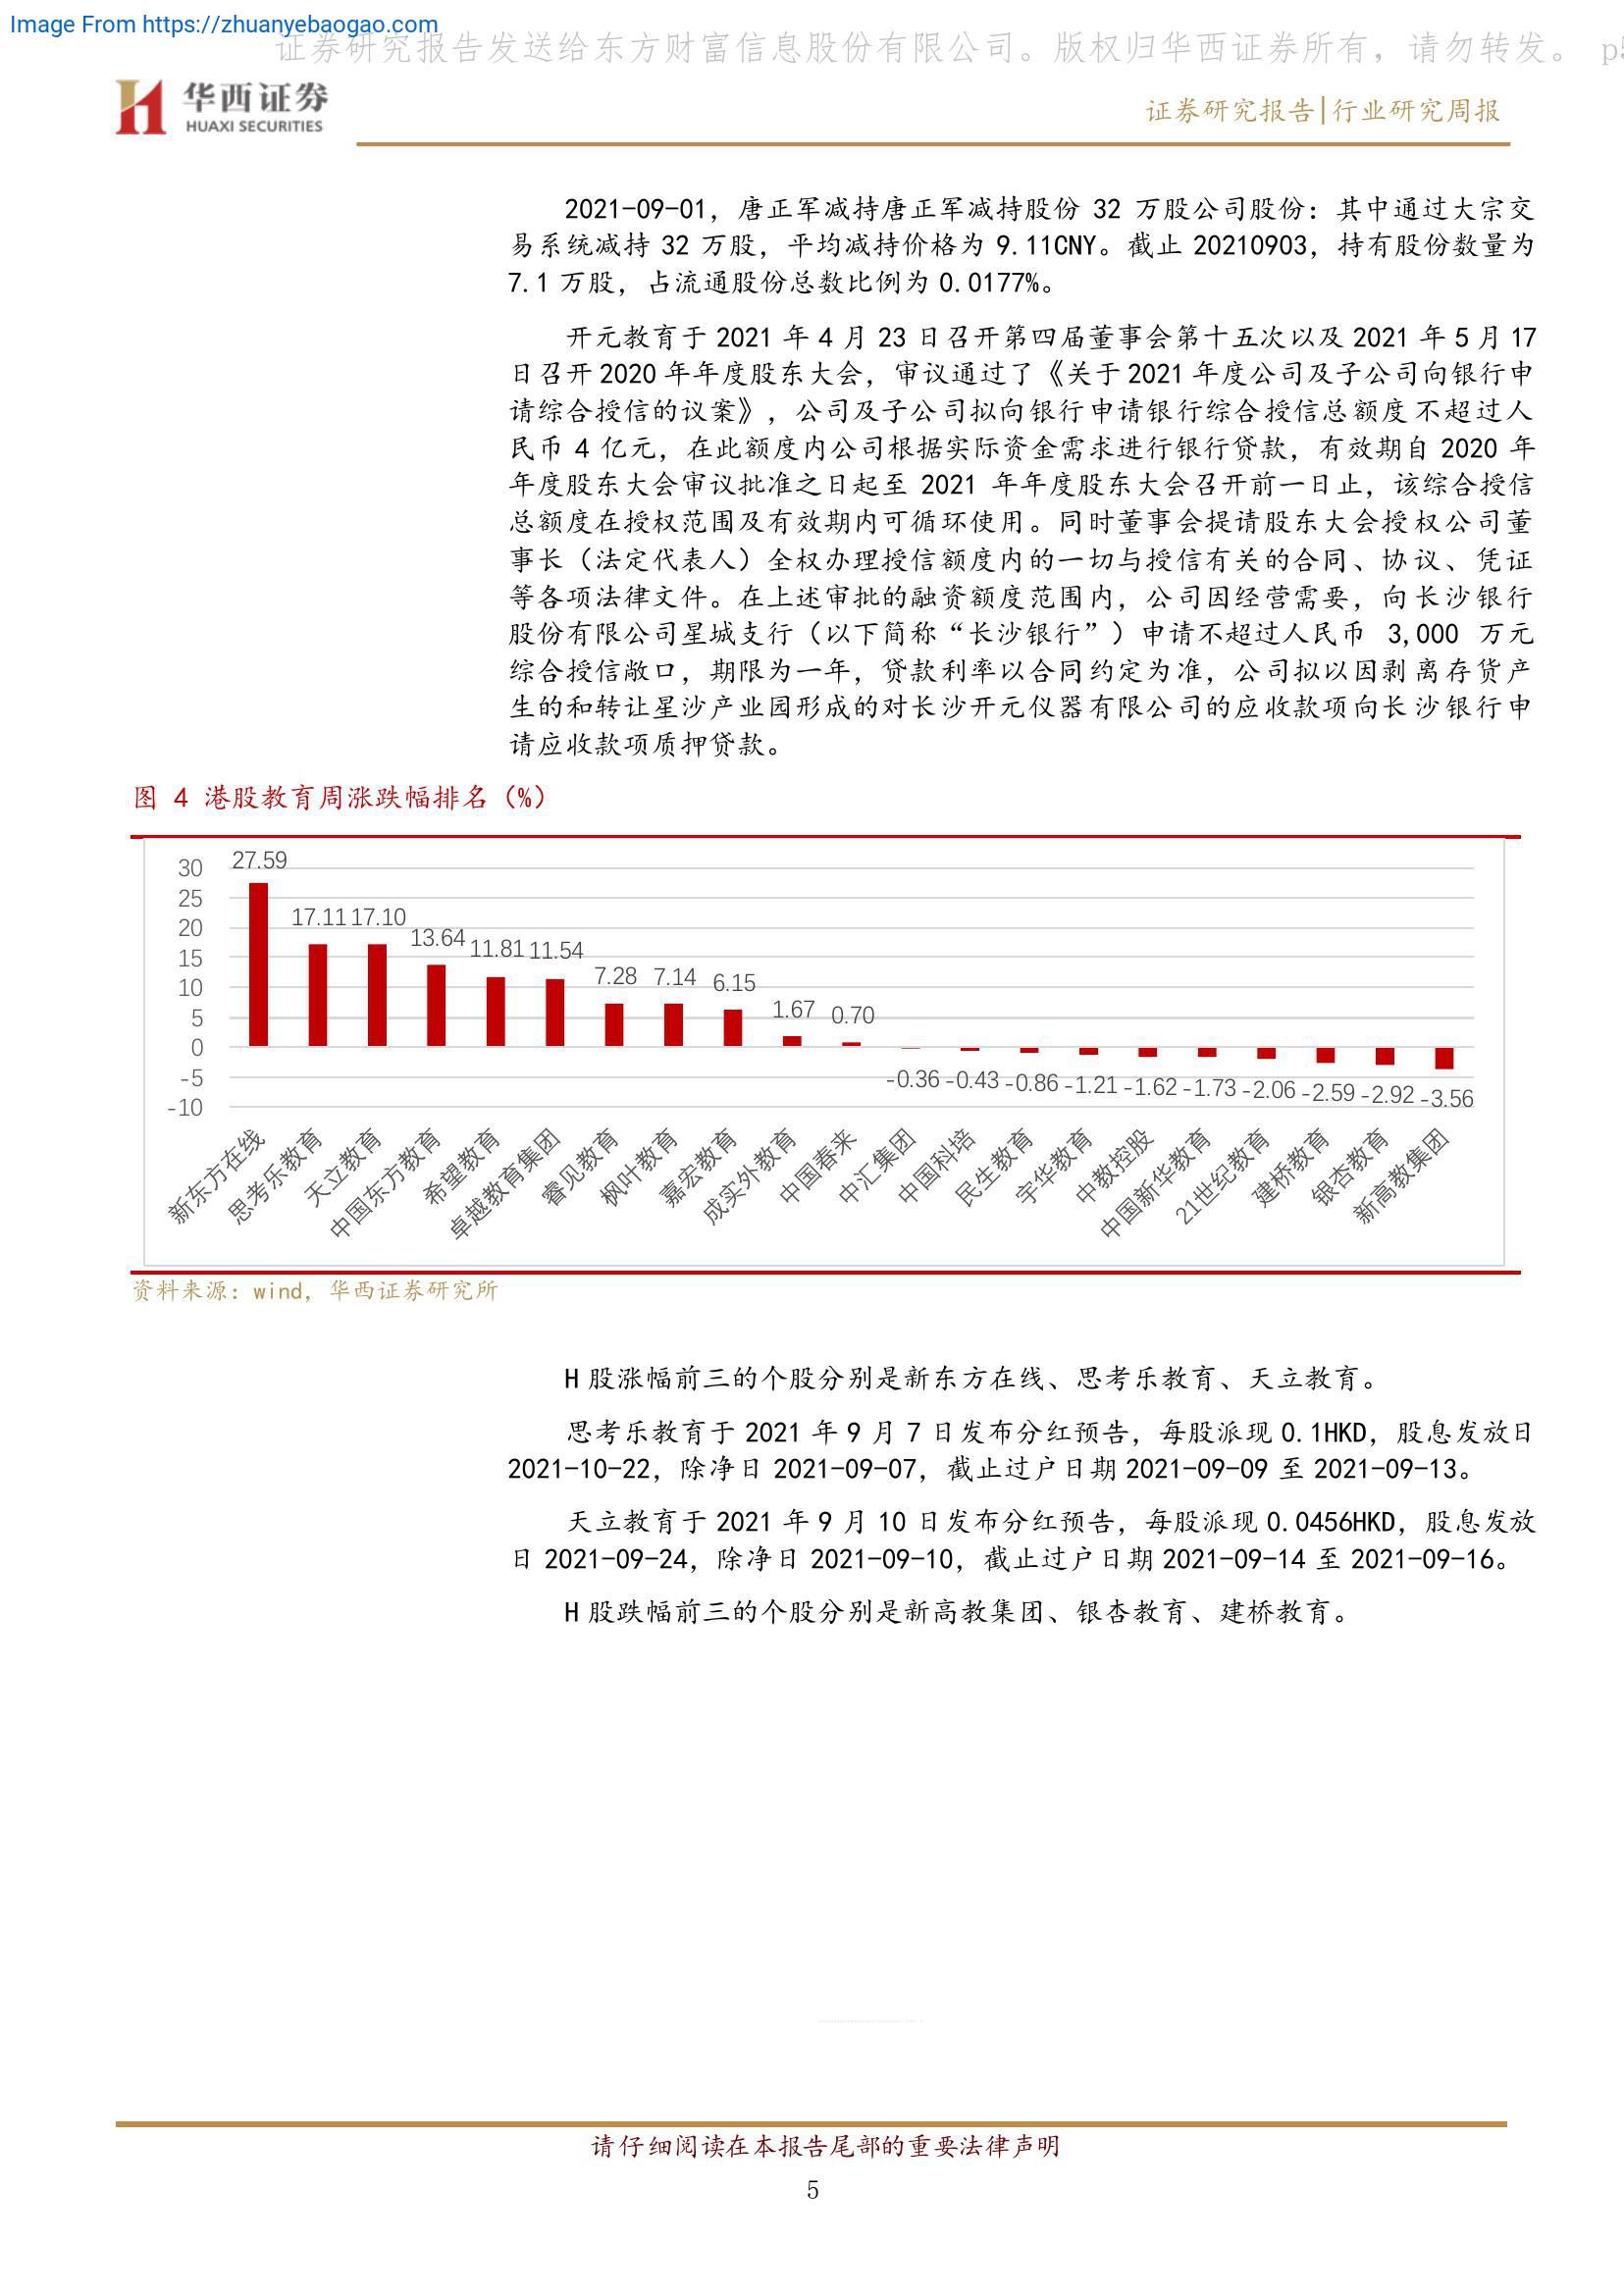 Image From https://zhuanyebaogao.com
证券研究报告发送给东方财富信息股份有限公司。版权归华西证券所有，请勿转发。 p5
华西证券
HUAXI SECURITIES
证券研究报告|行业研究周报
2021-09-01，唐正军减持唐正军减持股份 32 万股公司股份：其中通过大宗交
易系统减持 32 万股，平均减持价格为 9.11CNY。截止 20210903，持有股份数量为
7.1 万股，占流通股份总数比例为 0.0177%。
开元教育于 2021 年 4 月 23 日召开第四届董事会第十五次以及 2021 年 5 月 17
日召开 2020 年年度股东大会，审议通过了《关于 2021 年度公司及子公司向银行申
请综合授信的议案》，公司及子公司拟向银行申请银行综合授信总额度不超过人
民币 4 亿元，在此额度内公司根据实际资金需求进行银行贷款，有效期自 2020 年
年度股东大会审议批准之日起至 2021 年年度股东大会召开前一日止，该综合授信
总额度在授权范围及有效期内可循环使用。同时董事会提请股东大会授权公司董
事长（法定代表人）全权办理授信额度内的一切与授信有关的合同、协议、凭证
等各项法律文件。在上述审批的融资额度范围内，公司因经营需要，向长沙银行
股份有限公司星城支行（以下简称“长沙银行”）申请不超过人民币 3,000 万元
综合授信敞口，期限为一年，贷款利率以合同约定为准，公司拟以因剥离存货产
生的和转让星沙产业园形成的对长沙开元仪器有限公司的应收款项向长沙银行申
请应收款项质押贷款。
图 4 港股教育周涨跌幅排名（%）
30
25
20
15
10
5
0
-5
-10
27.59
17.11
17.10
13.64
11.81
11.54
7.28
7.14
6.15
1.67
0.70
-0.36
-0.43
-0.86
-1.21
-1.62
-1.73
-2.06
-2.59
-2.92
-3.56
新东方在线
思考乐教育
天立教育
中国东方教育
希望教育
卓越教育集团
睿见教育
枫叶教育
嘉宏教育
成实外教育
中国春来
中汇集团
中国科培
民生教育
宇华教育
中教控股
中国新华教育
21世纪教育
建桥教育
银杏教育
新高教集团
资料来源：wind，华西证券研究所
H 股涨幅前三的个股分别是新东方在线、思考乐教育、天立教育。
思考乐教育于 2021 年 9 月 7 日发布分红预告，每股派现 0.1HKD，股息发放日
2021-10-22，除净日 2021-09-07，截止过户日期 2021-09-09 至 2021-09-13。
天立教育于 2021 年 9 月 10 日发布分红预告，每股派现 0.0456HKD，股息发放
日 2021-09-24，除净日 2021-09-10，截止过户日期 2021-09-14 至 2021-09-16。
H 股跌幅前三的个股分别是新高教集团、银杏教育、建桥教育。
请仔细阅读在本报告尾部的重要法律声明
5